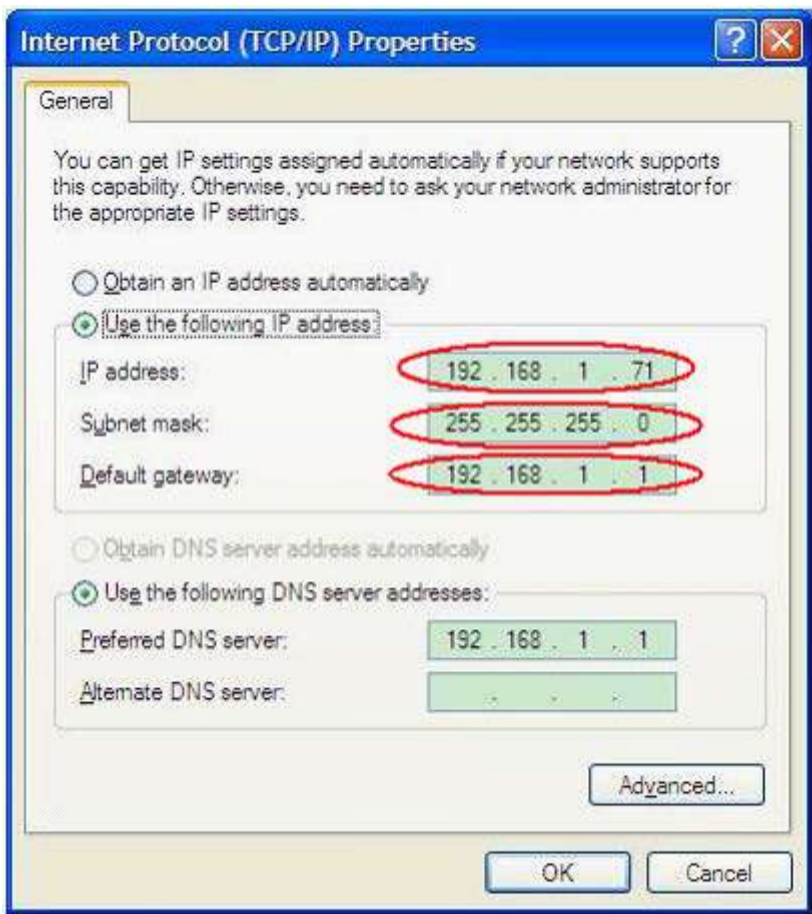 Internet Protocol (TCP/IP) Properties
General
You can get IP settings assigned automatically if your network supports
this capability. Otherwise, you need to ask your network administrator for
the appropriate IP settings.
Obtain an IP address automatically
Use the following IP address:
IP address: 192 . 168 . 1 . 71
Subnet mask: 255 . 255 . 255 . 0
Default gateway: 192 . 168 . 1 . 1
Obtain DNS server address automatically
Use the following DNS server addresses:
Preferred DNS server: 192 . 168 . 1 . 1
Alternate DNS server: . . .
Advanced...
OK Cancel